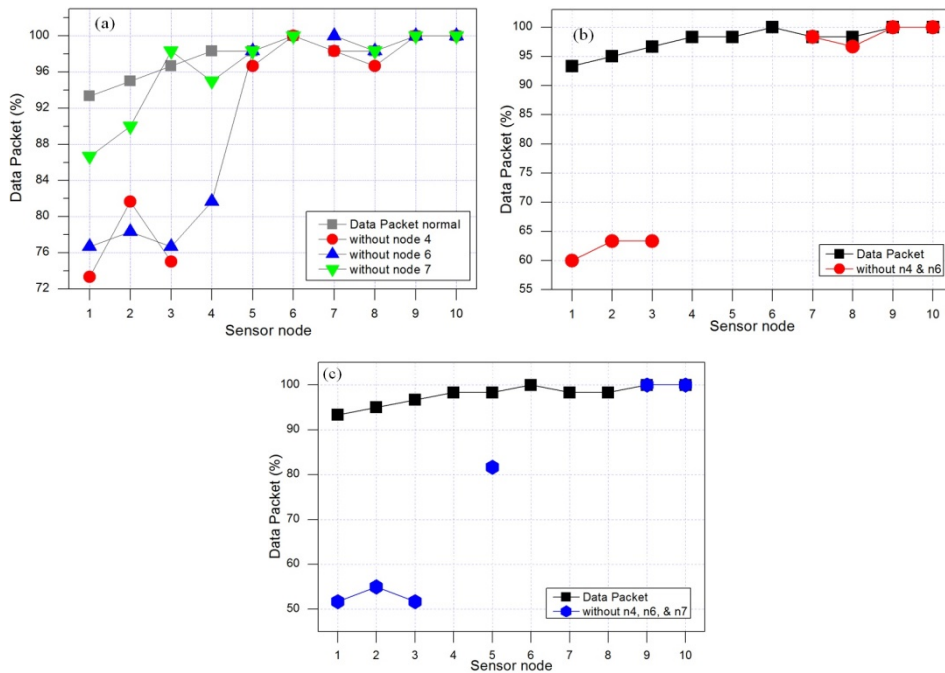 (a)
100
96
92
88
84
80
76
72
Data Packet (%)
1 2 3 4 5 6 7 8 9 10
Sensor node
Data Packet normal
without node 4
without node 6
without node 7
(b)
100
95
90
85
80
75
70
65
60
55
Data Packet (%)
1 2 3 4 5 6 7 8 9 10
Sensor node
Data Packet
without n4 & n6
(c)
100
90
80
70
60
50
Data Packet (%)
1 2 3 4 5 6 7 8 9 10
Sensor node
Data Packet
without n4, n6, & n7